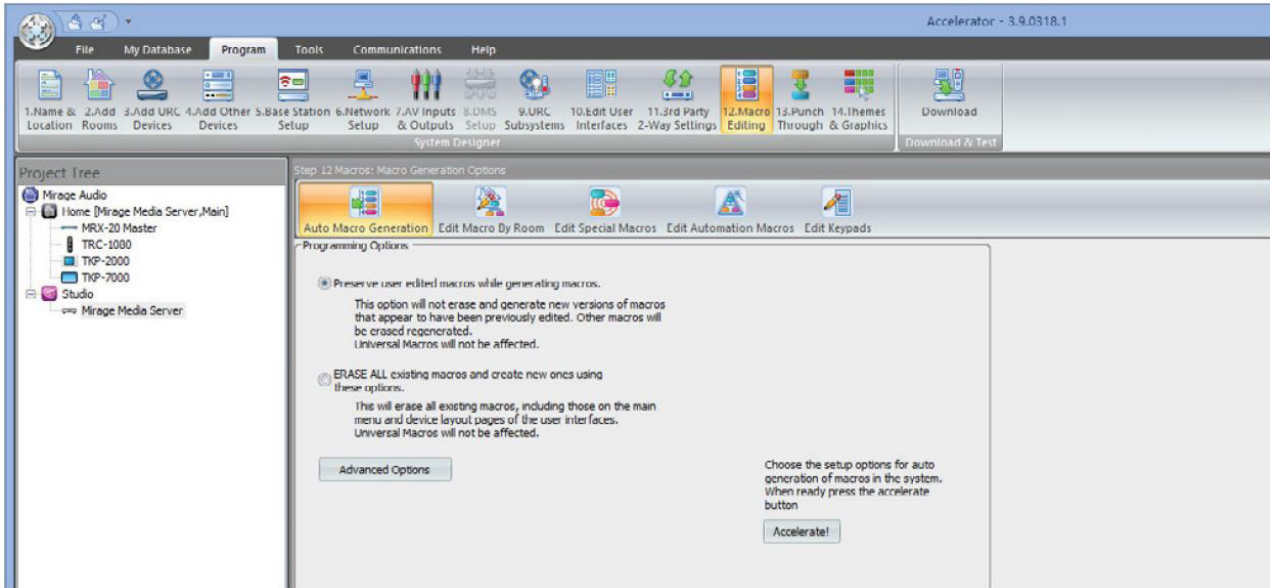 Accelerator - 3.9.0318.1
File My Database Program Tools Communications Help
1.Name & Location 2.Add Rooms 3.Add URC Devices 4.Add Other Devices 5.Base Station Setup 6.Network Setup 7.AV Inputs & Outputs 8.DMS Setup 9.URC Subsystems 10.Edit User Interfaces 11.3rd Party 2-Way Settings 12.Macro Editing 13.Punch Through 14.Themes & Graphics Download
System Designer Download & Test
Project Tree
Mirage Audio
Home [Mirage Media Server,Main]
MRX-20 Master
TRC-1080
TKP-2000
TKP-7000
Studio
Mirage Media Server
Step 12 Macros: Macro Generation Options
Auto Macro Generation Edit Macro By Room Edit Special Macros Edit Automation Macros Edit Keypads
Programming Options
Preserve user edited macros while generating macros.
This option will not erase and generate new versions of macros
that appear to have been previously edited. Other macros will
be erased regenerated.
Universal Macros will not be affected.
ERASE ALL existing macros and create new ones using
these options.
This will erase all existing macros, including those on the main
menu and device layout pages of the user interfaces.
Universal Macros will not be affected.
Advanced Options
Choose the setup options for auto
generation of macros in the system.
When ready press the accelerate
button
Accelerate!